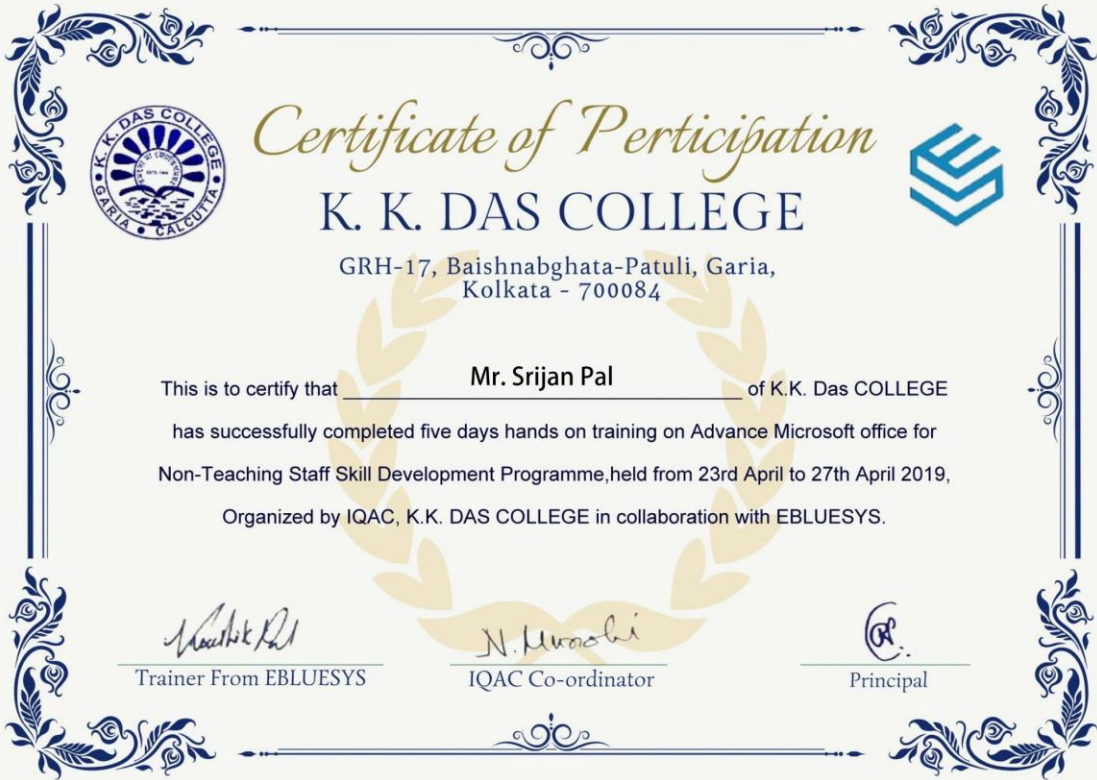 Certificate of Perticipation
K. K. DAS COLLEGE
• GARIA • CALCUTTA •
K. K. DAS COLLEGE
GRH-17, Baishnabghata-Patuli, Garia,
Kolkata - 700084
This is to certify that Mr. Srijan Pal of K.K. Das COLLEGE
has successfully completed five days hands on training on Advance Microsoft office for
Non-Teaching Staff Skill Development Programme,held from 23rd April to 27th April 2019,
Organized by IQAC, K.K. DAS COLLEGE in collaboration with EBLUESYS.
Trainer From EBLUESYS
IQAC Co-ordinator
Principal